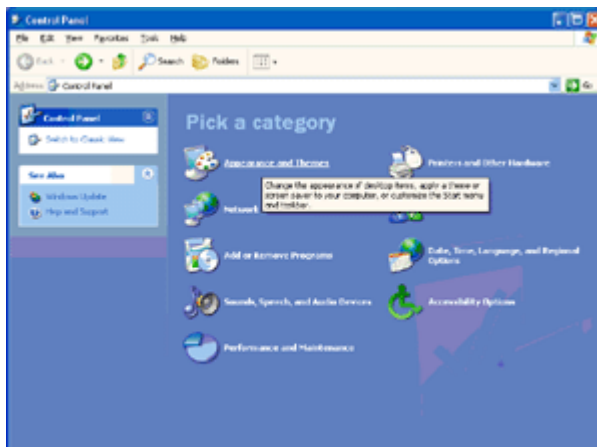 Control Panel
File Edit View Favorites Tools Help
Back Search Folders
Address Control Panel Go
Control Panel
Switch to Classic View
See Also
Windows Update
Help and Support
Pick a category
Appearance and Themes
Printers and Other Hardware
Change the appearance of desktop items, apply a theme or
screen saver to your computer, or customize the Start menu
and taskbar.
Network
Add or Remove Programs
Date, Time, Language, and Regional
Options
Sounds, Speech, and Audio Devices
Accessibility Options
Performance and Maintenance